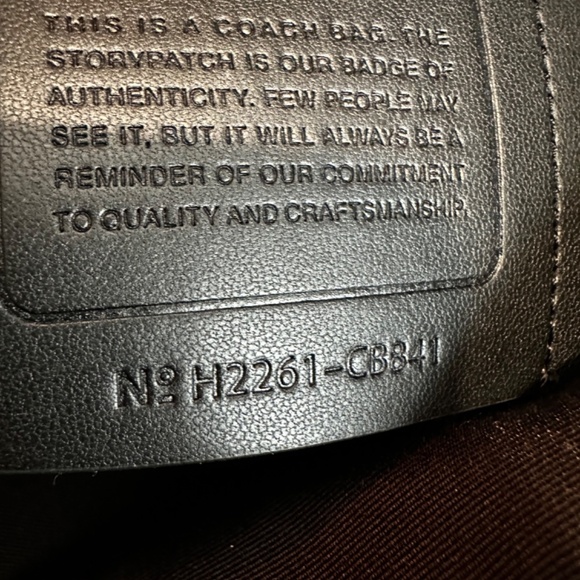 THIS IS A COACH BAG. THE
STORYPATCH IS OUR BADGE OF
AUTHENTICITY. FEW PEOPLE MAY
SEE IT, BUT IT WILL ALWAYS BE A
REMINDER OF OUR COMMITMENT
TO QUALITY AND CRAFTSMANSHIP.
Nº H2261-CB841